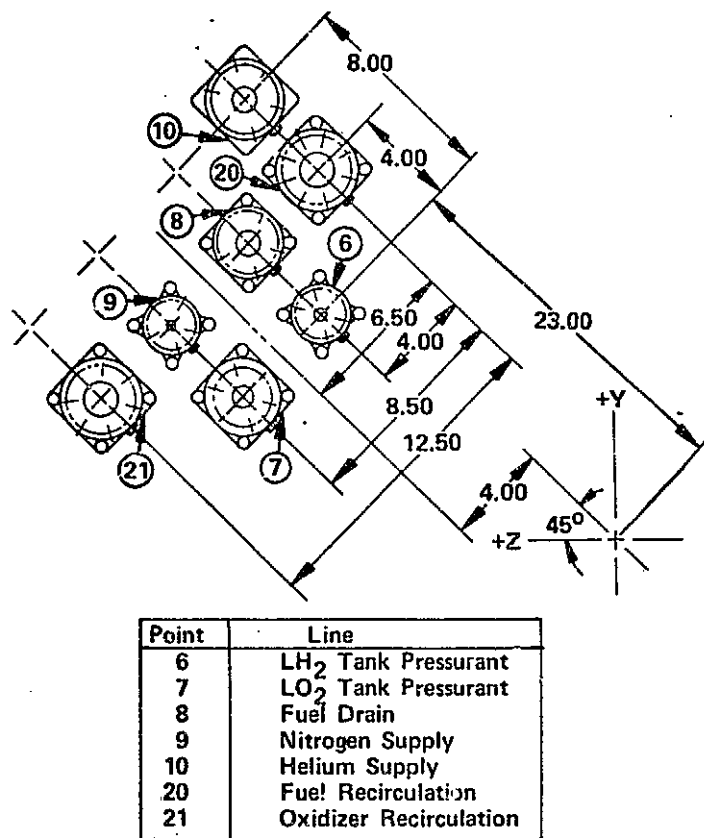 8.00
10
20
4.00
8
6
9
6.50
4.00
23.00
8.50
+Y
12.50
21
7
4.00
45°
+Z
Point Line
6 LH2 Tank Pressurant
7 LO2 Tank Pressurant
8 Fuel Drain
9 Nitrogen Supply
10 Helium Supply
20 Fuel Recirculation
21 Oxidizer Recirculation